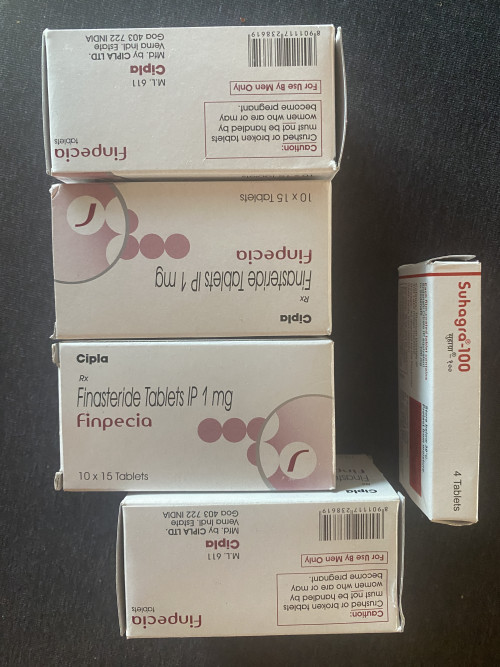 finpecia
tablets
Caution:
Crushed or broken tablets
must not be handled by
women who are or may
become pregnant.
For Use By Men Only
M.L. 611
Cipla
Mfd. by CIPLA LTD.
Verna Indl. Estate
Goa 403 722 INDIA
8901117238619
Cipla
Rx
Finasteride Tablets IP 1 mg
finpecia
10 x 15 Tablets
Cipla
Rx
Finasteride Tablets IP 1 mg
finpecia
10 x 15 Tablets
Cipla
finpecia
tablets
Caution:
Crushed or broken tablets
must not be handled by
women who are or may
become pregnant.
For Use By Men Only
M.L. 611
Cipla
Mfd. by CIPLA LTD.
Verna Indl. Estate
Goa 403 722 INDIA
8901117238619
Suhagra®-100
सुहाग्रा®-१००
4 Tablets